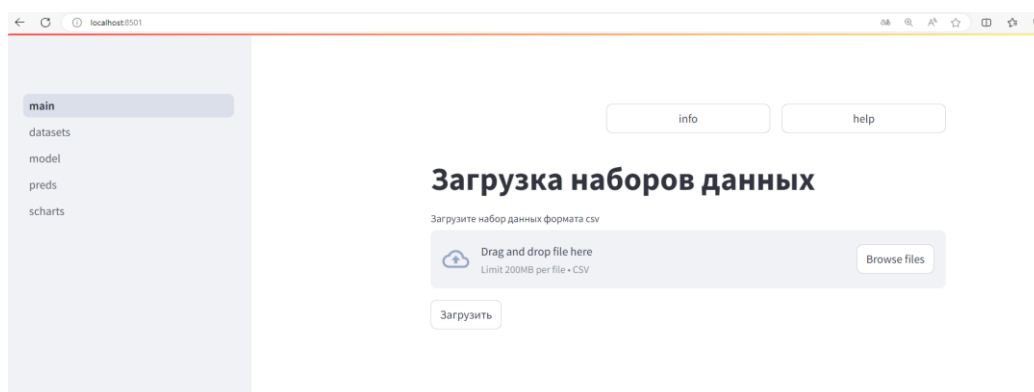 localhost:8501
main
datasets
model
preds
scharts
info
help
Загрузка наборов данных
Загрузите набор данных формата csv
Drag and drop file here
Limit 200MB per file • CSV
Browse files
Загрузить